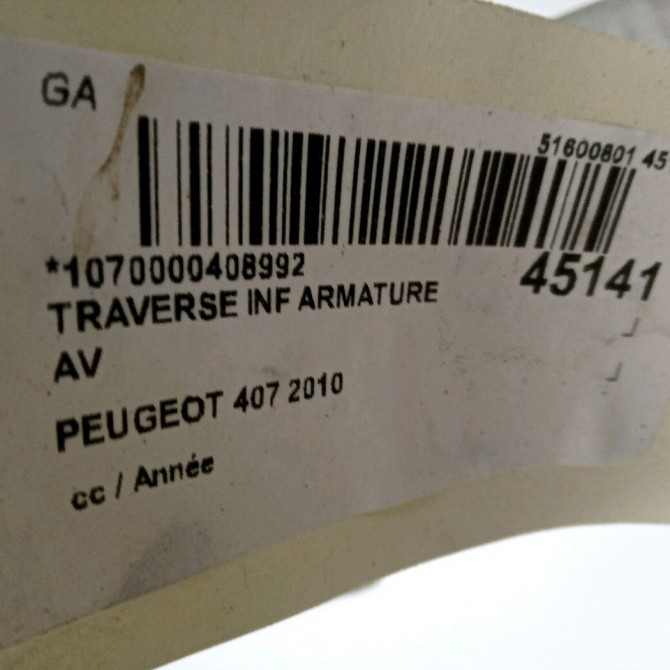 GA
51600801 45
*1070000408992
45141
TRAVERSE INF ARMATURE
AV
PEUGEOT 407 2010
cc / Année